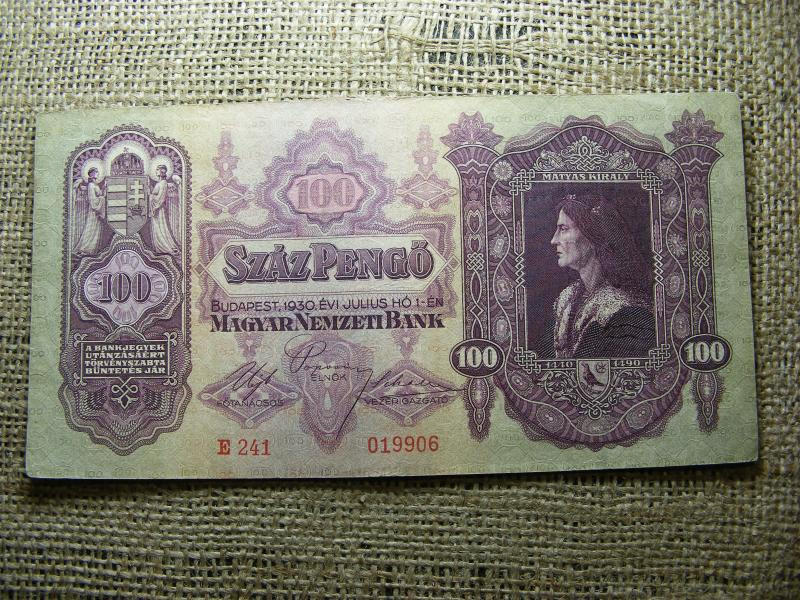 100
SZÁZ PENGŐ
BUDAPEST, 1930. ÉVI JULIUS HÓ 1-ÉN
MAGYAR NEMZETI BANK
100
A BANKJEGYEK
UTÁNZÁSÁÉRT
TÖRVÉNYSZABTA
BÜNTETÉS JÁR
ELNÖK
FŐTANÁCSOS
VEZÉRIGAZGATÓ
E 241
019906
MÁTYÁS KIRÁLY
100
100
1440
1490